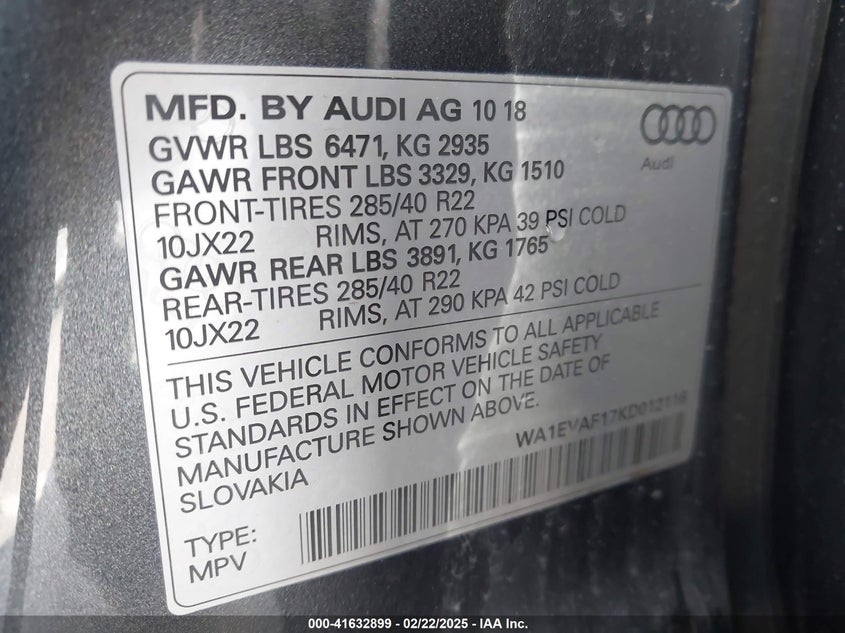 MFD. BY AUDI AG 10 18
Audi
GVWR LBS 6471, KG 2935
GAWR FRONT LBS 3329, KG 1510
FRONT-TIRES 285/40 R22
10JX22 RIMS, AT 270 KPA 39 PSI COLD
GAWR REAR LBS 3891, KG 1765
REAR-TIRES 285/40 R22
10JX22 RIMS, AT 290 KPA 42 PSI COLD
THIS VEHICLE CONFORMS TO ALL APPLICABLE
U.S. FEDERAL MOTOR VEHICLE SAFETY
STANDARDS IN EFFECT ON THE DATE OF
MANUFACTURE SHOWN ABOVE.
SLOVAKIA
WA1EVAF17KD012116
TYPE:
MPV
000-41632899 - 02/22/2025 - IAA Inc.